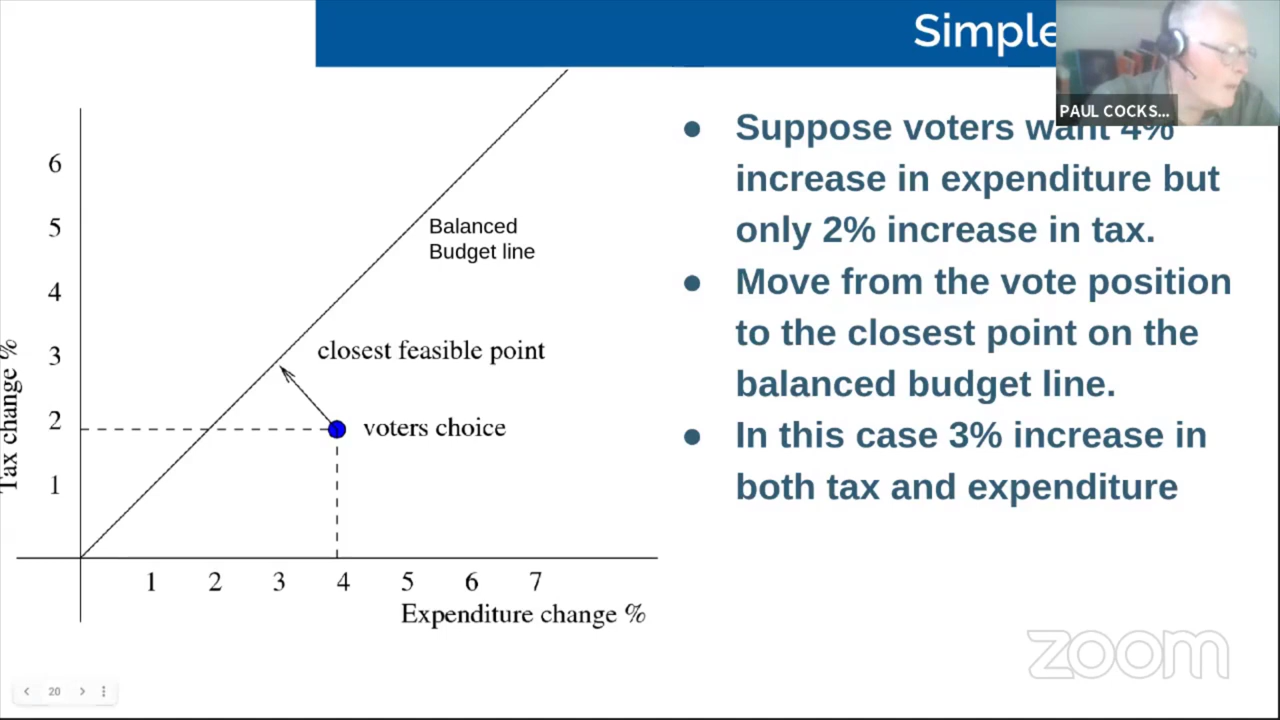 Simple
PAUL COCKS...
6
5
4
3
2
1
Tax change %
Balanced
Budget line
closest feasible point
voters choice
1 2 3 4 5 6 7
Expenditure change %
● Suppose voters want 4%
increase in expenditure but
only 2% increase in tax.
● Move from the vote position
to the closest point on the
balanced budget line.
● In this case 3% increase in
both tax and expenditure
zoom
20